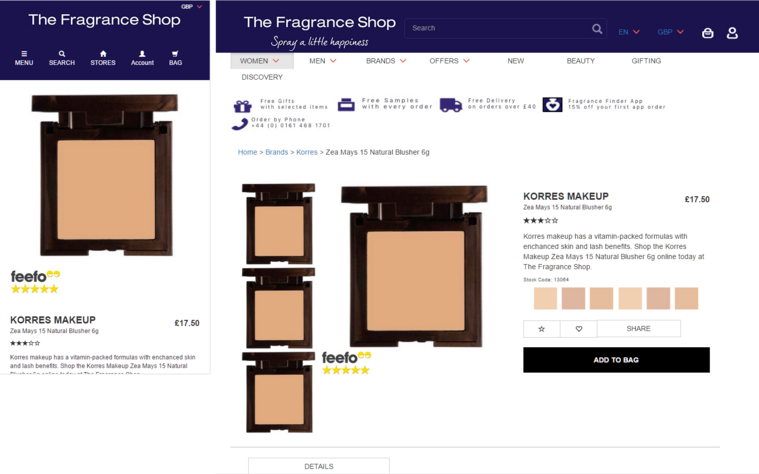 GBP
The Fragrance Shop
MENU SEARCH STORES Account BAG
feefo
KORRES MAKEUP £17.50
Zea Mays 15 Natural Blusher 6g
Korres makeup has a vitamin-packed formulas with enchanced skin
and lash benefits. Shop the Korres Makeup Zea Mays 15 Natural
The Fragrance Shop
Spray a little happiness
Search
EN GBP
WOMEN MEN BRANDS OFFERS NEW BEAUTY GIFTING
DISCOVERY
Free Gifts
with selected items
Free Samples
with every order
Free Delivery
on orders over £40
Fragrance Finder App
15% off your first app order
Order by Phone
+44 (0) 0161 468 1701
Home > Brands > Korres > Zea Mays 15 Natural Blusher 6g
feefo
KORRES MAKEUP £17.50
Zea Mays 15 Natural Blusher 6g
Korres makeup has a vitamin-packed formulas with
enchanced skin and lash benefits. Shop the Korres
Makeup Zea Mays 15 Natural Blusher 6g online today at
The Fragrance Shop.
Stock Code: 13084
SHARE
ADD TO BAG
DETAILS